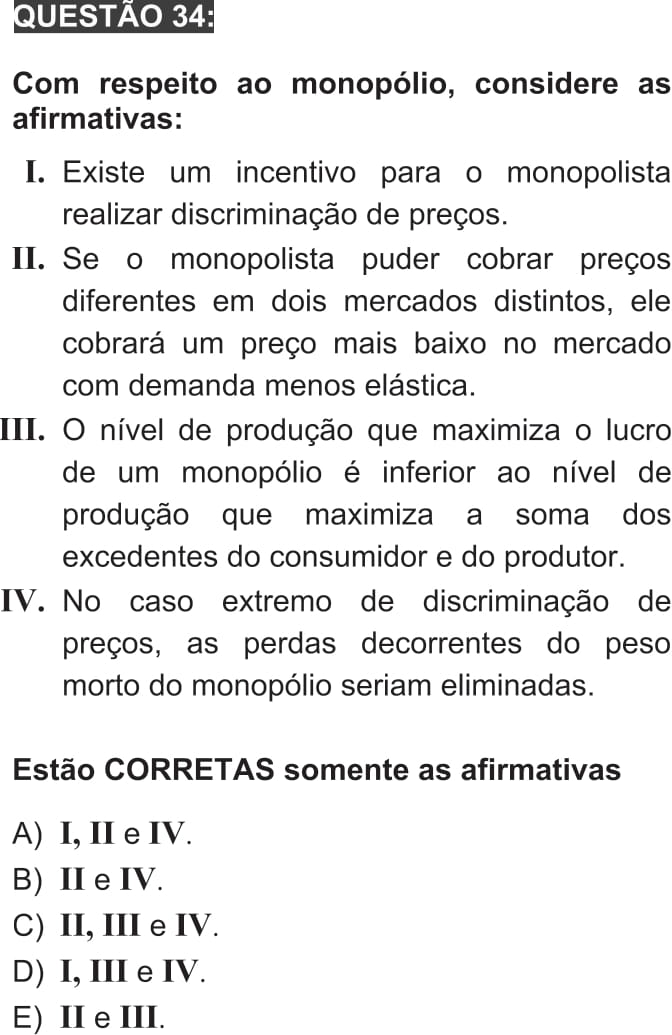 QUESTÃO 34:
Com respeito ao monopólio, considere as
afirmativas:
I. Existe um incentivo para o monopolista
realizar discriminação de preços.
II. Se o monopolista puder cobrar preços
diferentes em dois mercados distintos, ele
cobrará um preço mais baixo no mercado
com demanda menos elástica.
III. O nível de produção que maximiza o lucro
de um monopólio é inferior ao nível de
produção que maximiza a soma dos
excedentes do consumidor e do produtor.
IV. No caso extremo de discriminação de
preços, as perdas decorrentes do peso
morto do monopólio seriam eliminadas.
Estão CORRETAS somente as afirmativas
A) I, II e IV.
B) II e IV.
C) II, III e IV.
D) I, III e IV.
E) II e III.